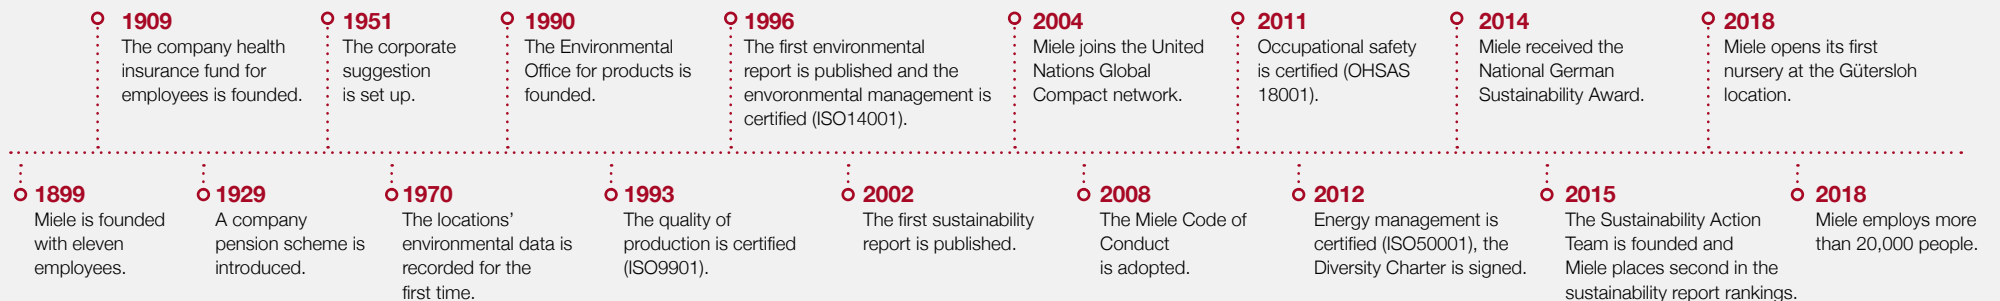 1909
The company health
insurance fund for
employees is founded.
1951
The corporate
suggestion
is set up.
1990
The Environmental
Office for products is
founded.
1996
The first environmental
report is published and the
envoronmental management is
certified (ISO14001).
2004
Miele joins the United
Nations Global
Compact network.
2011
Occupational safety
is certified (OHSAS
18001).
2014
Miele received the
National German
Sustainability Award.
2018
Miele opens its first
nursery at the Gütersloh
location.
1899
Miele is founded
with eleven
employees.
1929
A company
pension scheme is
introduced.
1970
The locations’
environmental data is
recorded for the
first time.
1993
The quality of
production is certified
(ISO9901).
2002
The first sustainability
report is published.
2008
The Miele Code of
Conduct
is adopted.
2012
Energy management is
certified (ISO50001), the
Diversity Charter is signed.
2015
The Sustainability Action
Team is founded and
Miele places second in the
sustainability report rankings.
2018
Miele employs more
than 20,000 people.